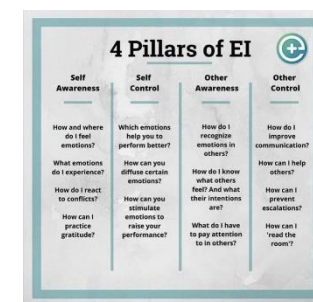 4 Pillars of EI
Self
Awareness
How and where
do I feel
emotions?
What emotions
do I experience?
How do I react
to conflicts?
How can I
practice
gratitude?
Self
Control
Which emotions
help you to
perform better?
How can you
diffuse certain
emotions?
How can you
stimulate
emotions to
raise your
performance?
Other
Awareness
How do I
recognize
emotions in
others?
How do I know
what others
feel? And what
their intentions
are?
What do I have
to pay attention
to in others?
Other
Control
How do I
improve
communication?
How can I help
others?
How can I
prevent
escalations?
How can I
'read the
room'?